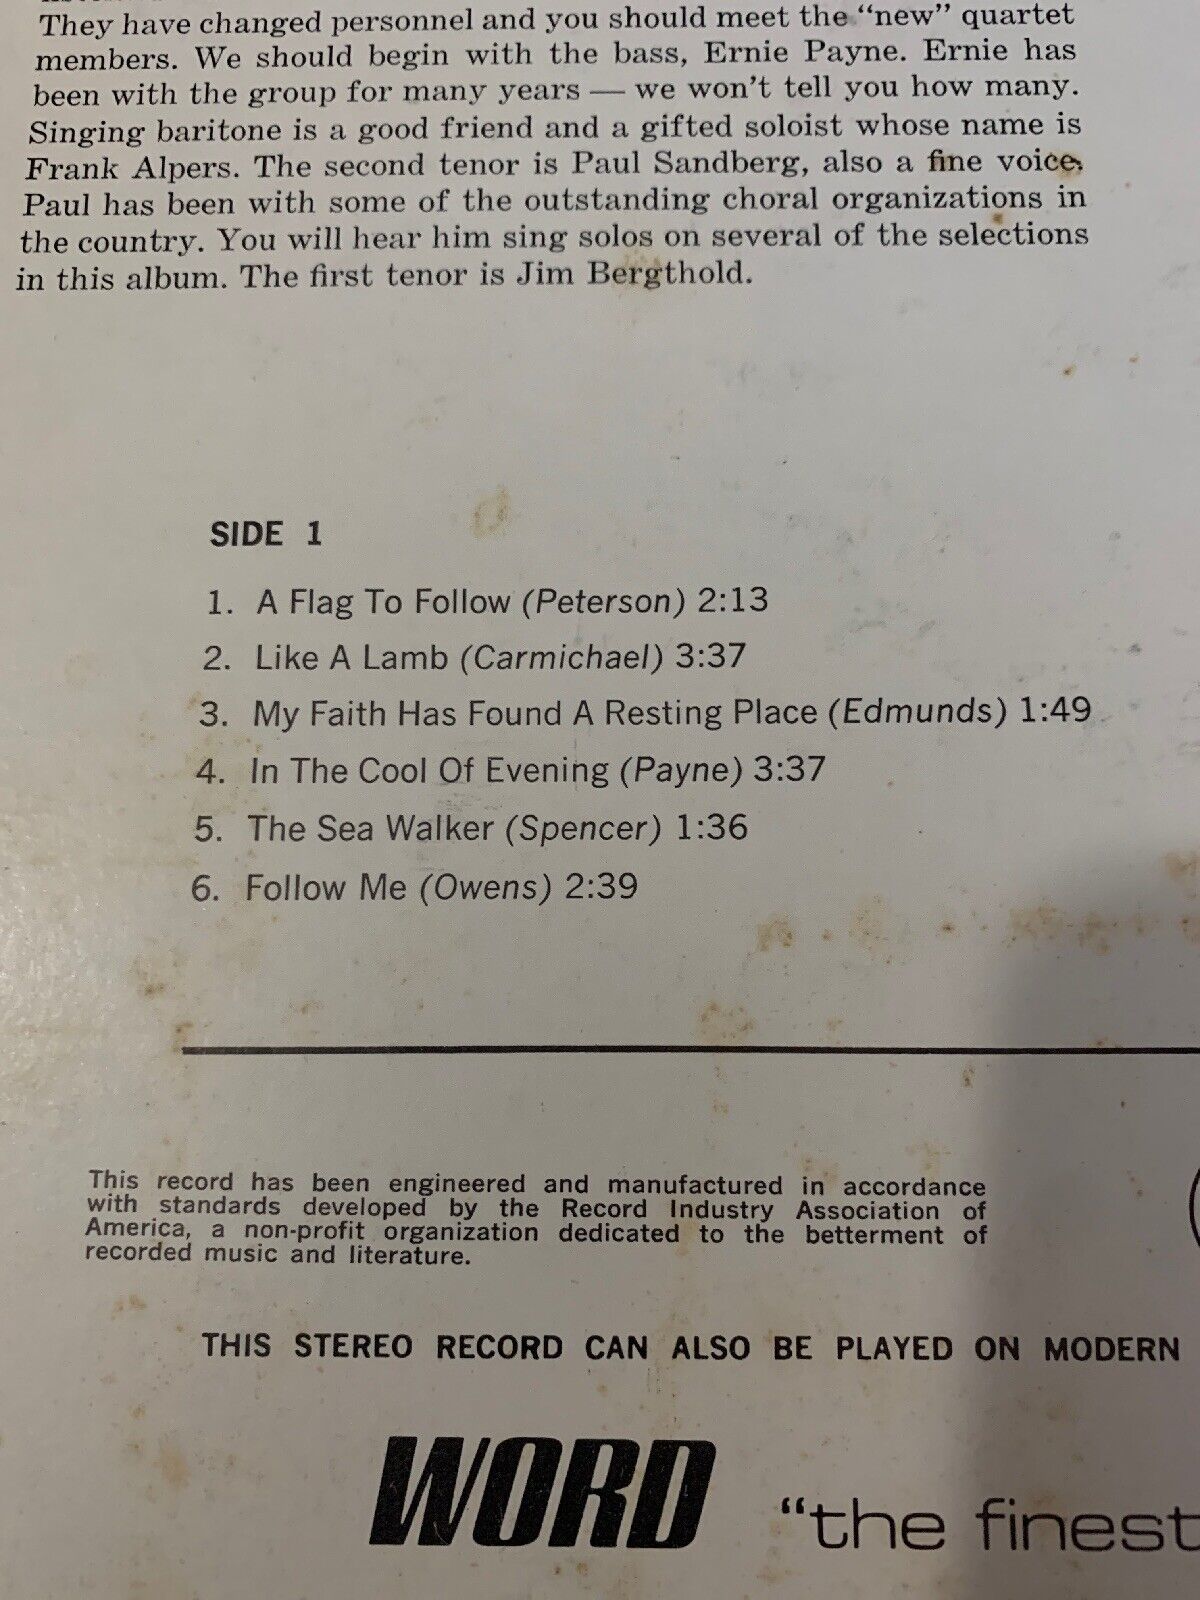 They have changed personnel and you should meet the “new” quartet
members. We should begin with the bass, Ernie Payne. Ernie has
been with the group for many years — we won't tell you how many.
Singing baritone is a good friend and a gifted soloist whose name is
Frank Alpers. The second tenor is Paul Sandberg, also a fine voice.
Paul has been with some of the outstanding choral organizations in
the country. You will hear him sing solos on several of the selections
in this album. The first tenor is Jim Bergthold.
SIDE 1
1. A Flag To Follow (Peterson) 2:13
2. Like A Lamb (Carmichael) 3:37
3. My Faith Has Found A Resting Place (Edmunds) 1:49
4. In The Cool Of Evening (Payne) 3:37
5. The Sea Walker (Spencer) 1:36
6. Follow Me (Owens) 2:39
This record has been engineered and manufactured in accordance
with standards developed by the Record Industry Association of
America, a non-profit organization dedicated to the betterment of
recorded music and literature.
THIS STEREO RECORD CAN ALSO BE PLAYED ON MODERN
WORD “the finest